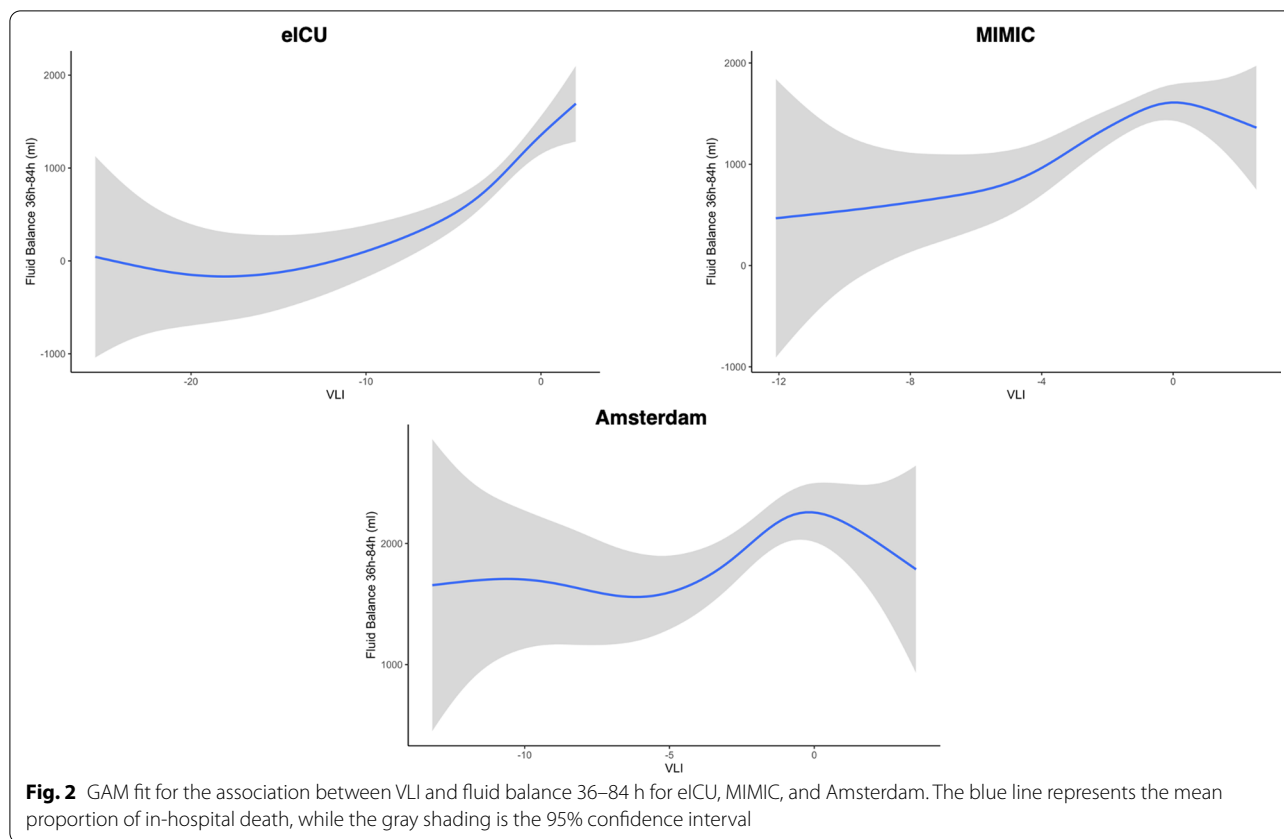 eICU
Fluid Balance 36h-84h (ml)
2000
1000
0
-1000
-20
-10
0
VLI
MIMIC
Fluid Balance 36h-84h (ml)
2000
1000
0
-1000
-12
-8
-4
0
VLI
Amsterdam
Fluid Balance 36h-84h (ml)
2000
1000
-10
-5
0
VLI
Fig. 2 GAM fit for the association between VLI and fluid balance 36–84 h for eICU, MIMIC, and Amsterdam. The blue line represents the mean
proportion of in-hospital death, while the gray shading is the 95% confidence interval